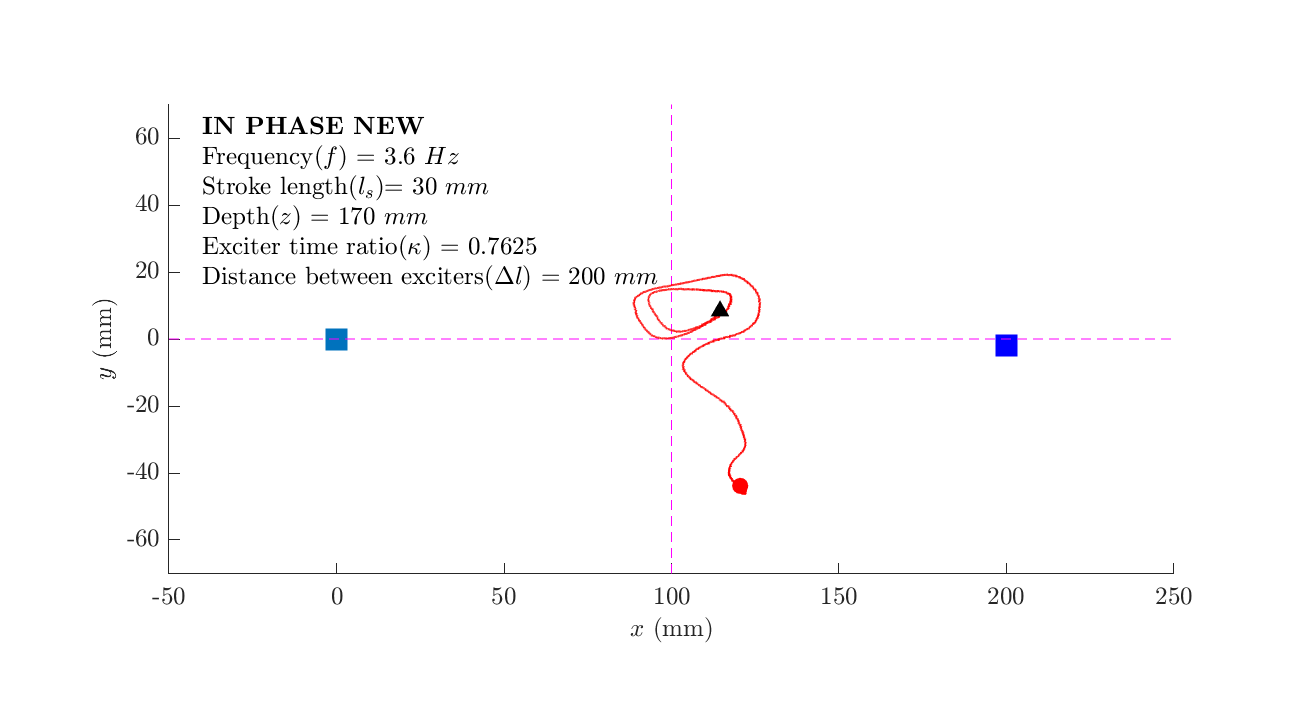 IN PHASE NEW
Frequency(f) = 3.6 Hz
Stroke length(lₛ)= 30 mm
Depth(z) = 170 mm
Exciter time ratio(κ) = 0.7625
Distance between exciters(Δl) = 200 mm
60
40
20
0
-20
-40
-60
y (mm)
-50 0 50 100 150 200 250
x (mm)